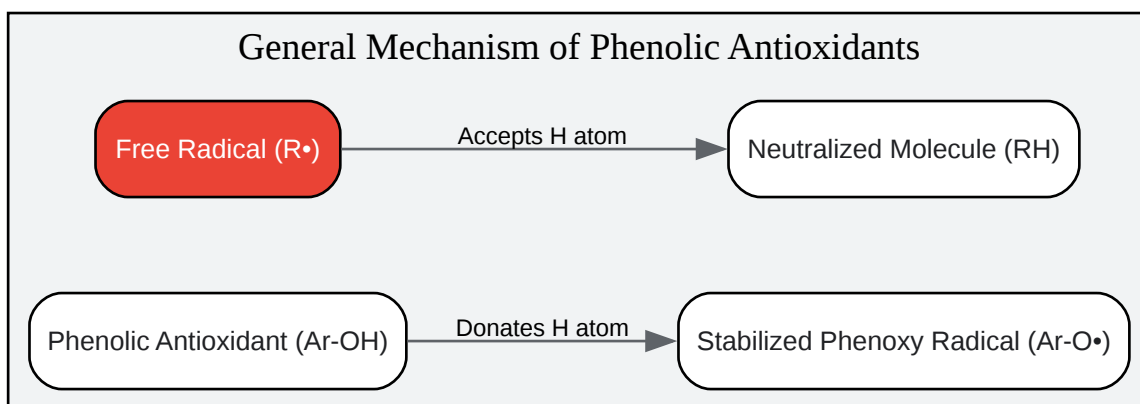 General Mechanism of Phenolic Antioxidants
Free Radical (R•)
Accepts H atom
Neutralized Molecule (RH)
Phenolic Antioxidant (Ar-OH)
Donates H atom
Stabilized Phenoxy Radical (Ar-O•)